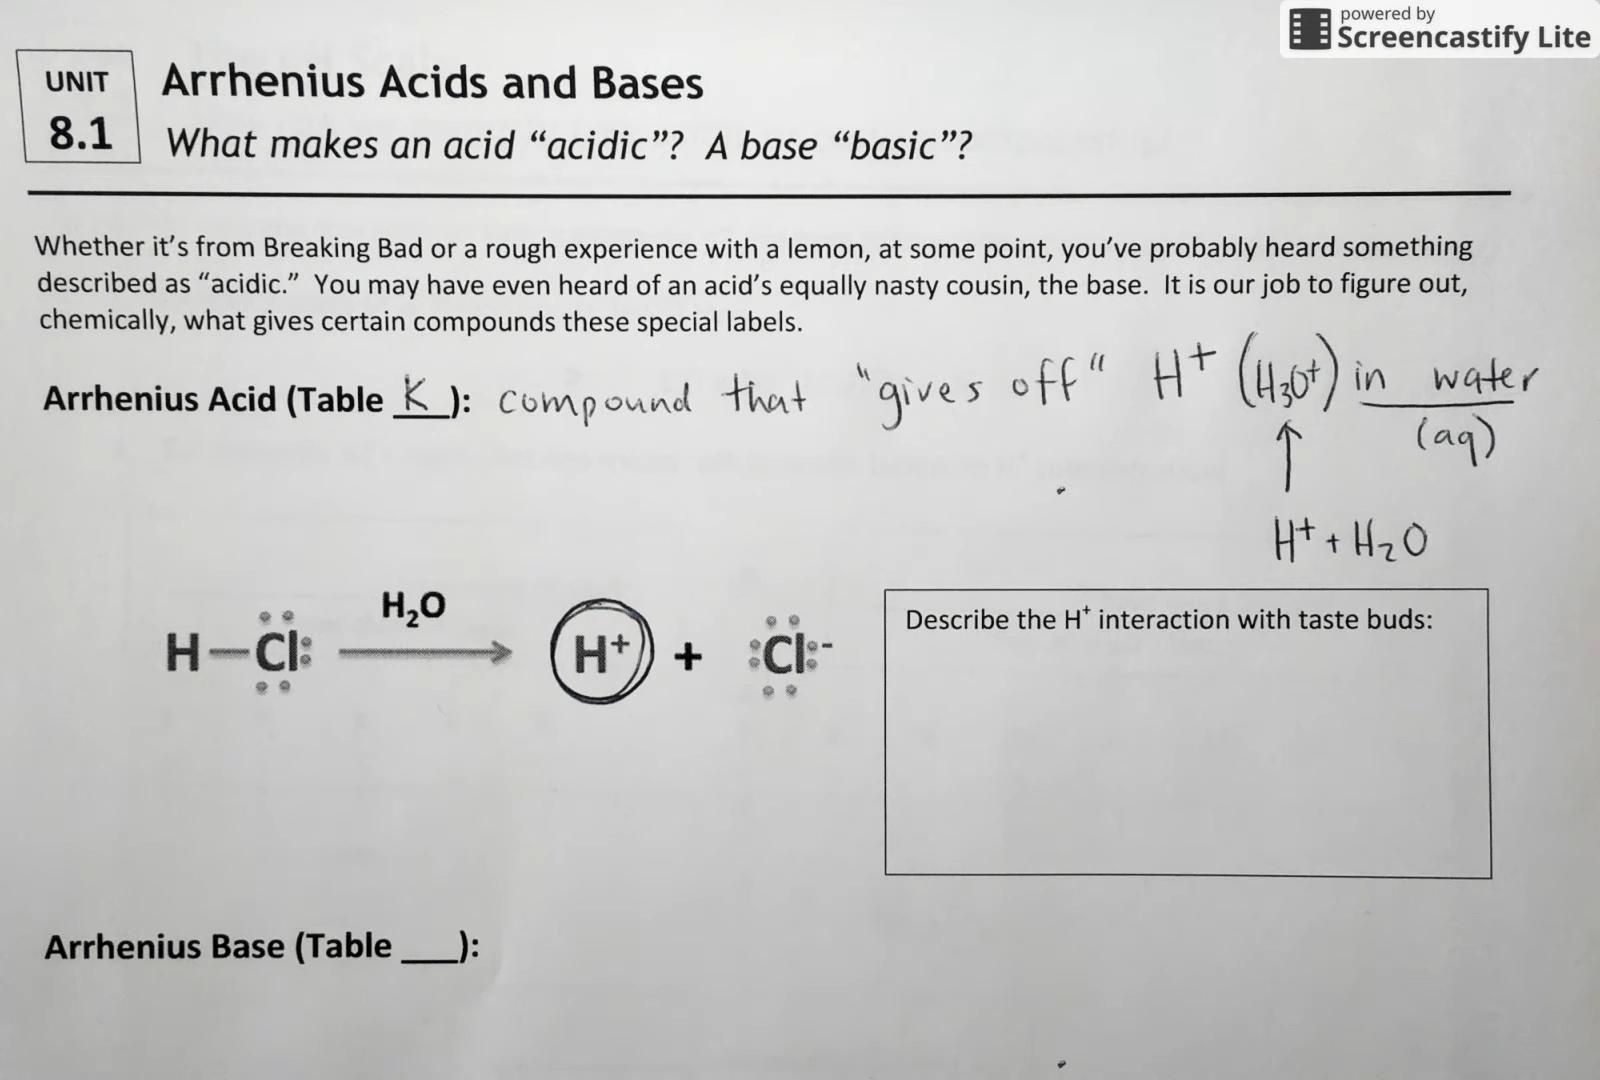 powered by
Screencastify Lite
UNIT
8.1
Arrhenius Acids and Bases
What makes an acid “acidic”? A base “basic”?
Whether it’s from Breaking Bad or a rough experience with a lemon, at some point, you’ve probably heard something
described as “acidic.” You may have even heard of an acid’s equally nasty cousin, the base. It is our job to figure out,
chemically, what gives certain compounds these special labels.
Arrhenius Acid (Table K ): compound that "gives off" H⁺ (H₃O⁺) in water
(aq)
↑
H⁺ + H₂O
H₂O
H—Cl: → H⁺ + :Cl:⁻
Describe the H⁺ interaction with taste buds:
Arrhenius Base (Table ___):